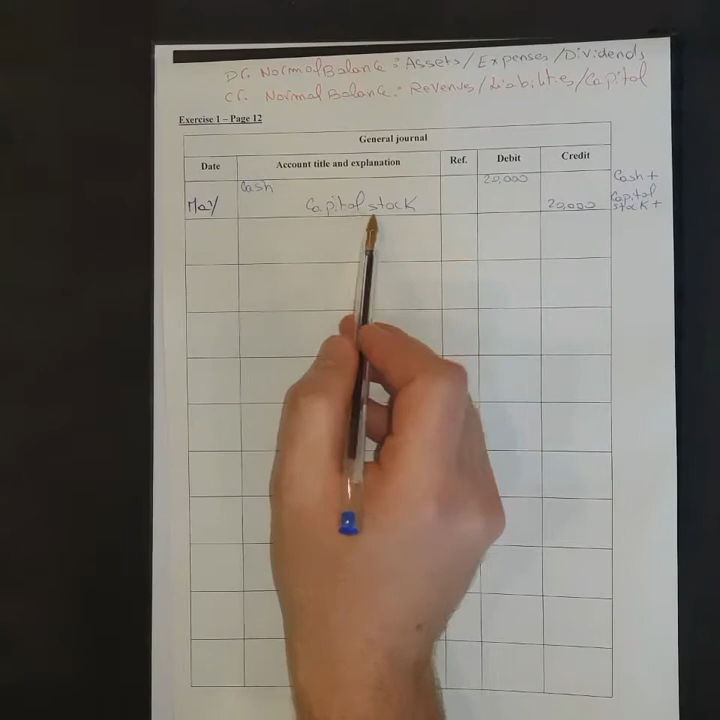 Dr. Normal Balance: Assets / Expenses / Dividends
Cr. Normal Balance: Revenus / Liabilities / Capital
Exercise 1 – Page 12
General journal
Date Account title and explanation Ref. Debit Credit
Cash 20,000 Cash +
May Capital stock 20,000 Capital
stock +